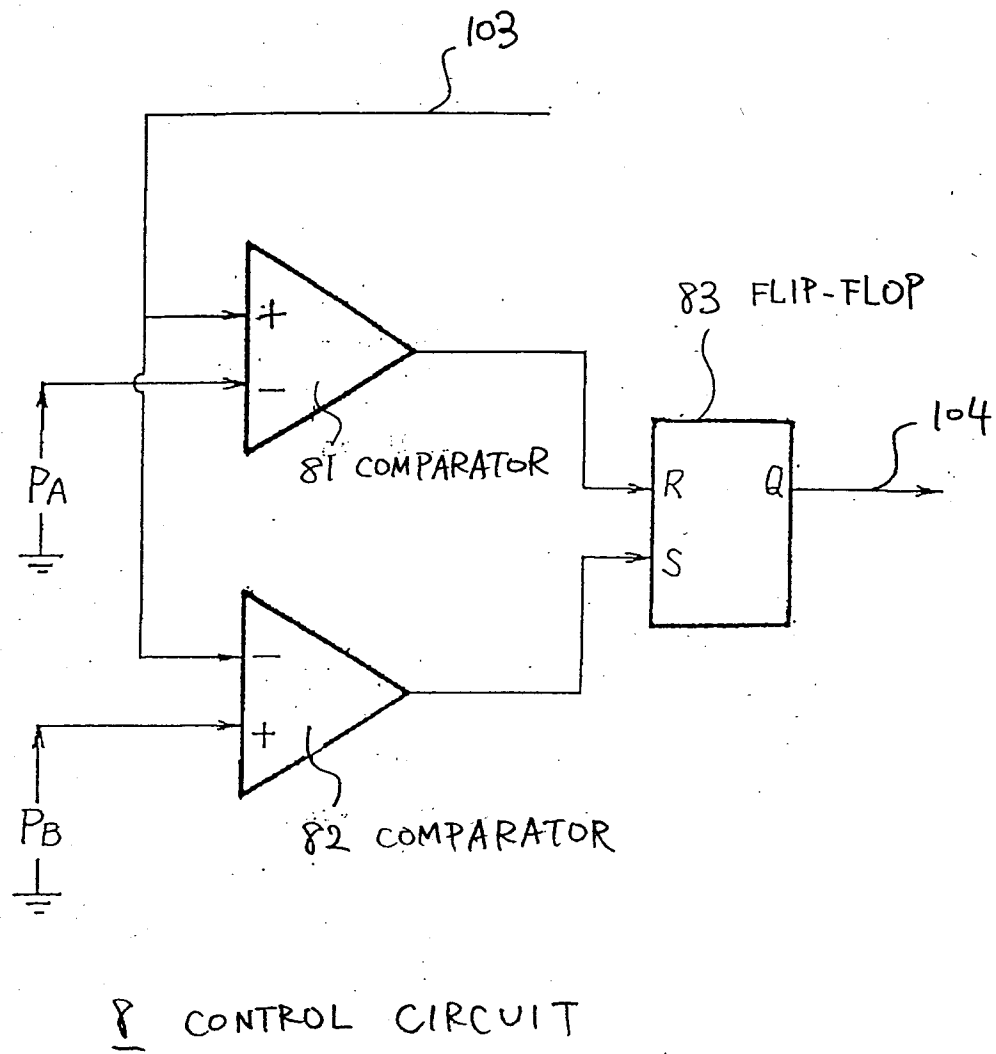 103
+
−
81 COMPARATOR
PA
83 FLIP-FLOP
R
Q
S
104
−
+
82 COMPARATOR
PB
8 CONTROL CIRCUIT